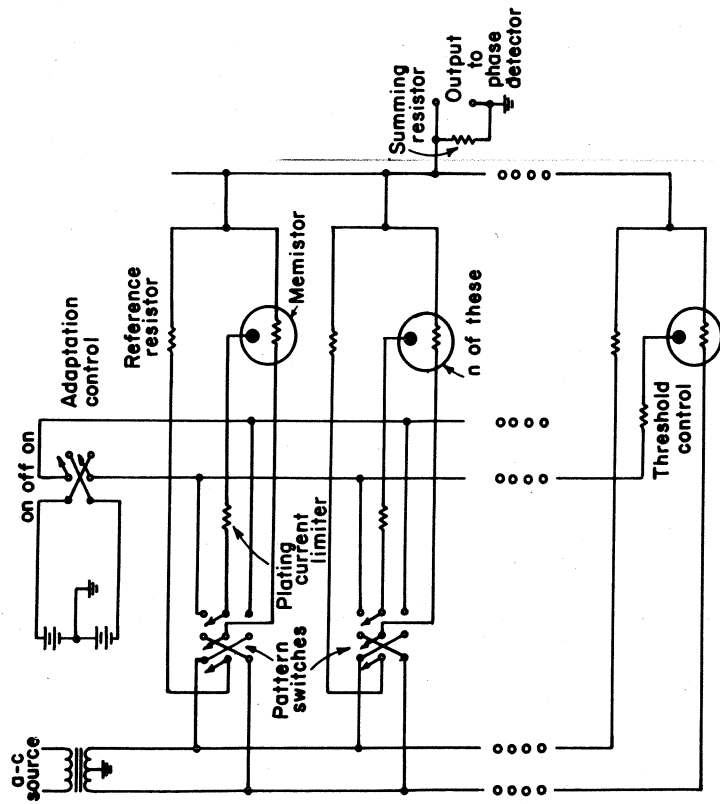 a-c
source
on off on
Adaptation
control
Reference
resistor
Memistor
Plating
current
limiter
Pattern
switches
n of these
Summing
resistor
Output
to
phase
detector
Threshold
control